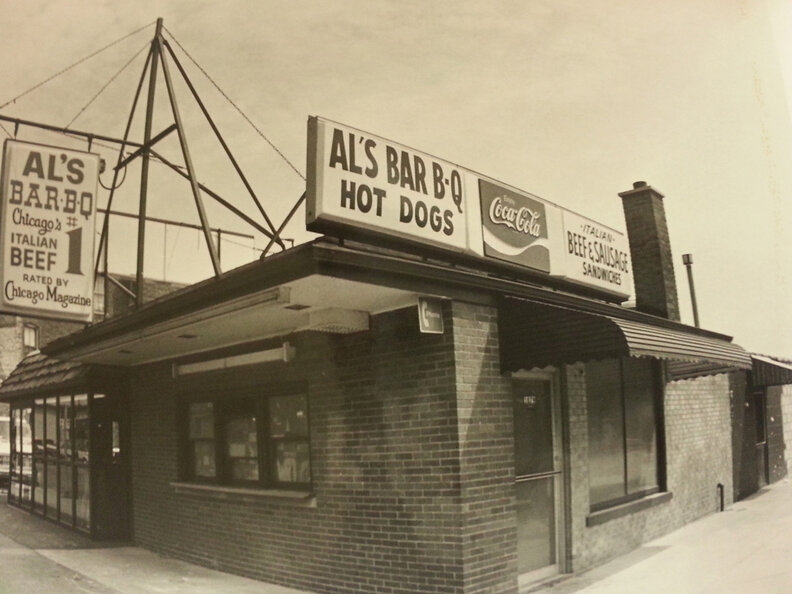 AL'S
BAR-B-Q
Chicago's
#1
ITALIAN
BEEF
RATED BY
Chicago Magazine
AL'S BAR B-Q
HOT DOGS
Enjoy
Coca-Cola
·ITALIAN·
BEEF & SAUSAGE
SANDWICHES